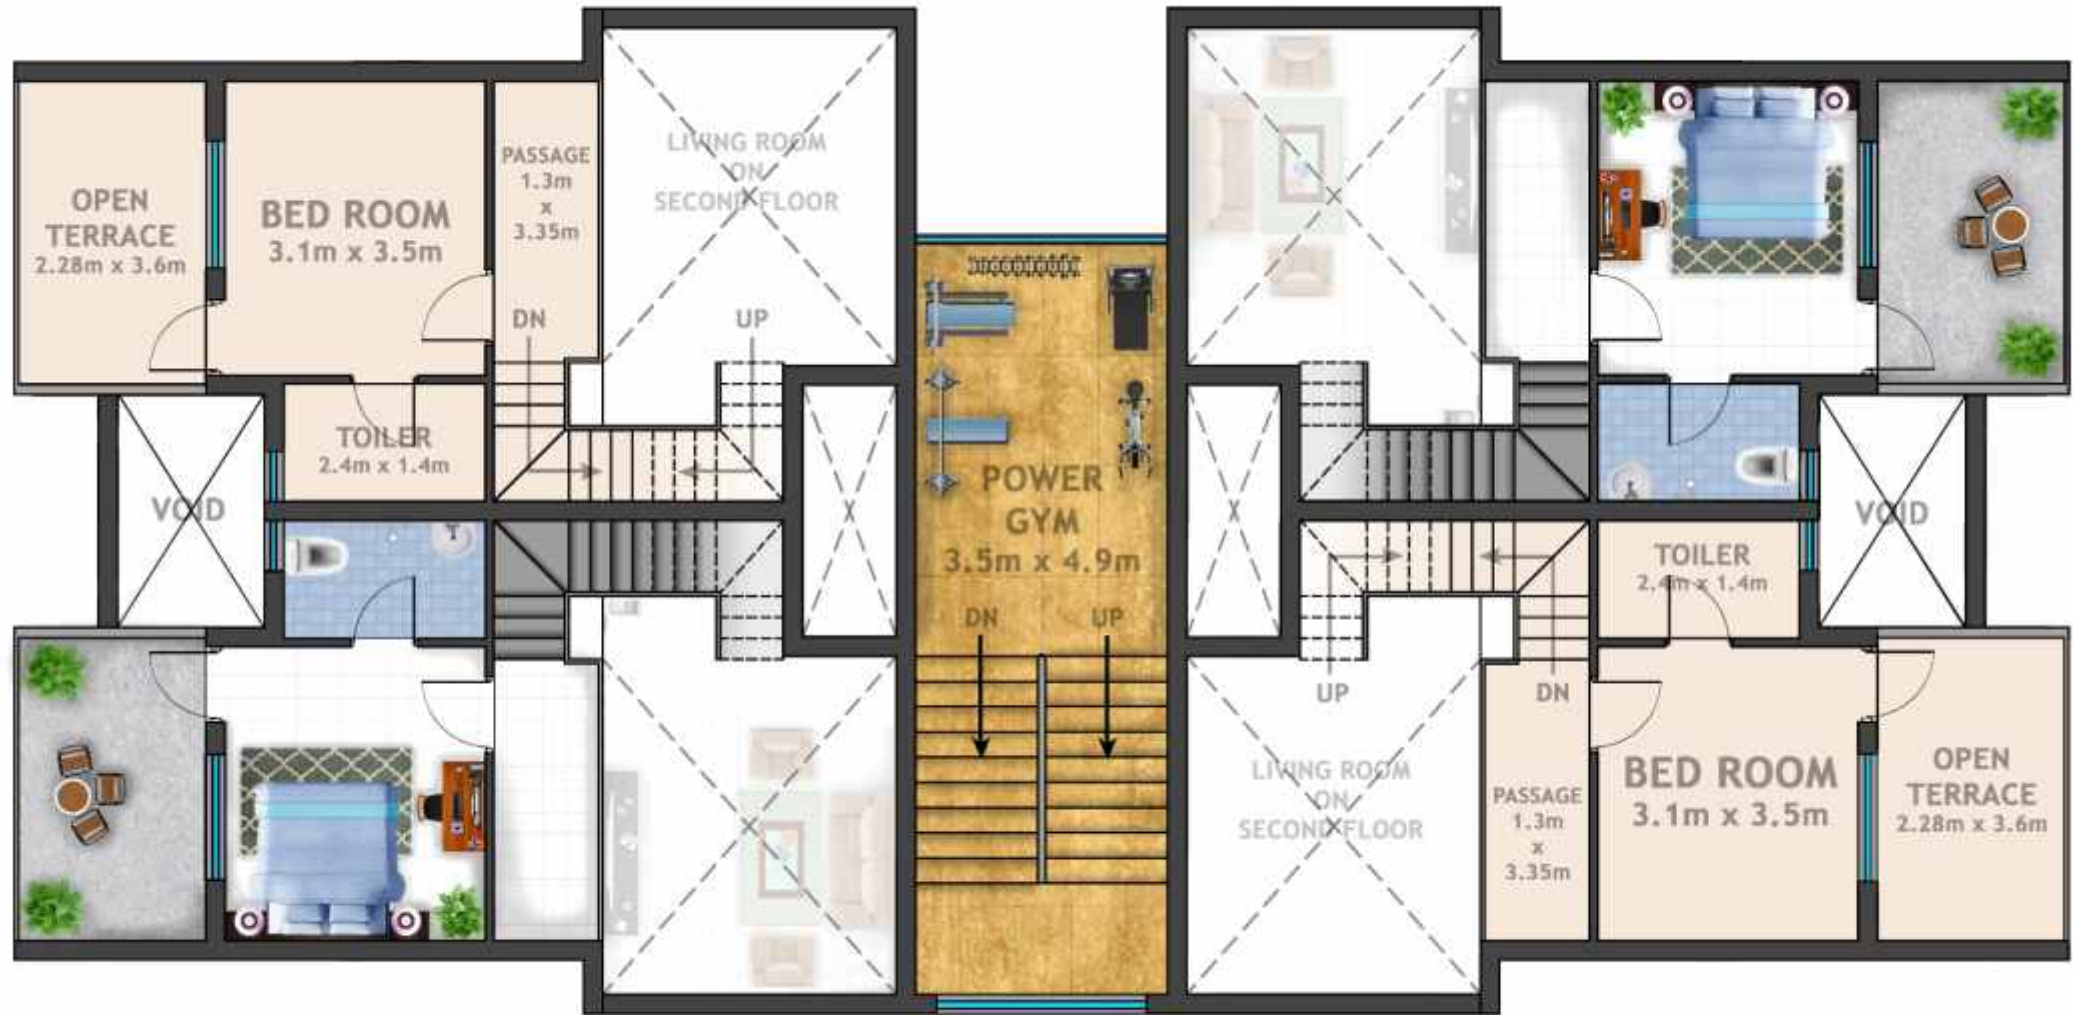 OPEN
TERRACE
2.28m x 3.6m
BED ROOM
3.1m x 3.5m
PASSAGE
1.3m
x
3.35m
DN
LIVING ROOM
ON
SECOND FLOOR
UP
TOILER
2.4m x 1.4m
VOID
POWER
GYM
3.5m x 4.9m
DN
UP
VOID
TOILER
2.4m x 1.4m
UP
DN
LIVING ROOM
ON
SECOND FLOOR
PASSAGE
1.3m
x
3.35m
BED ROOM
3.1m x 3.5m
OPEN
TERRACE
2.28m x 3.6m